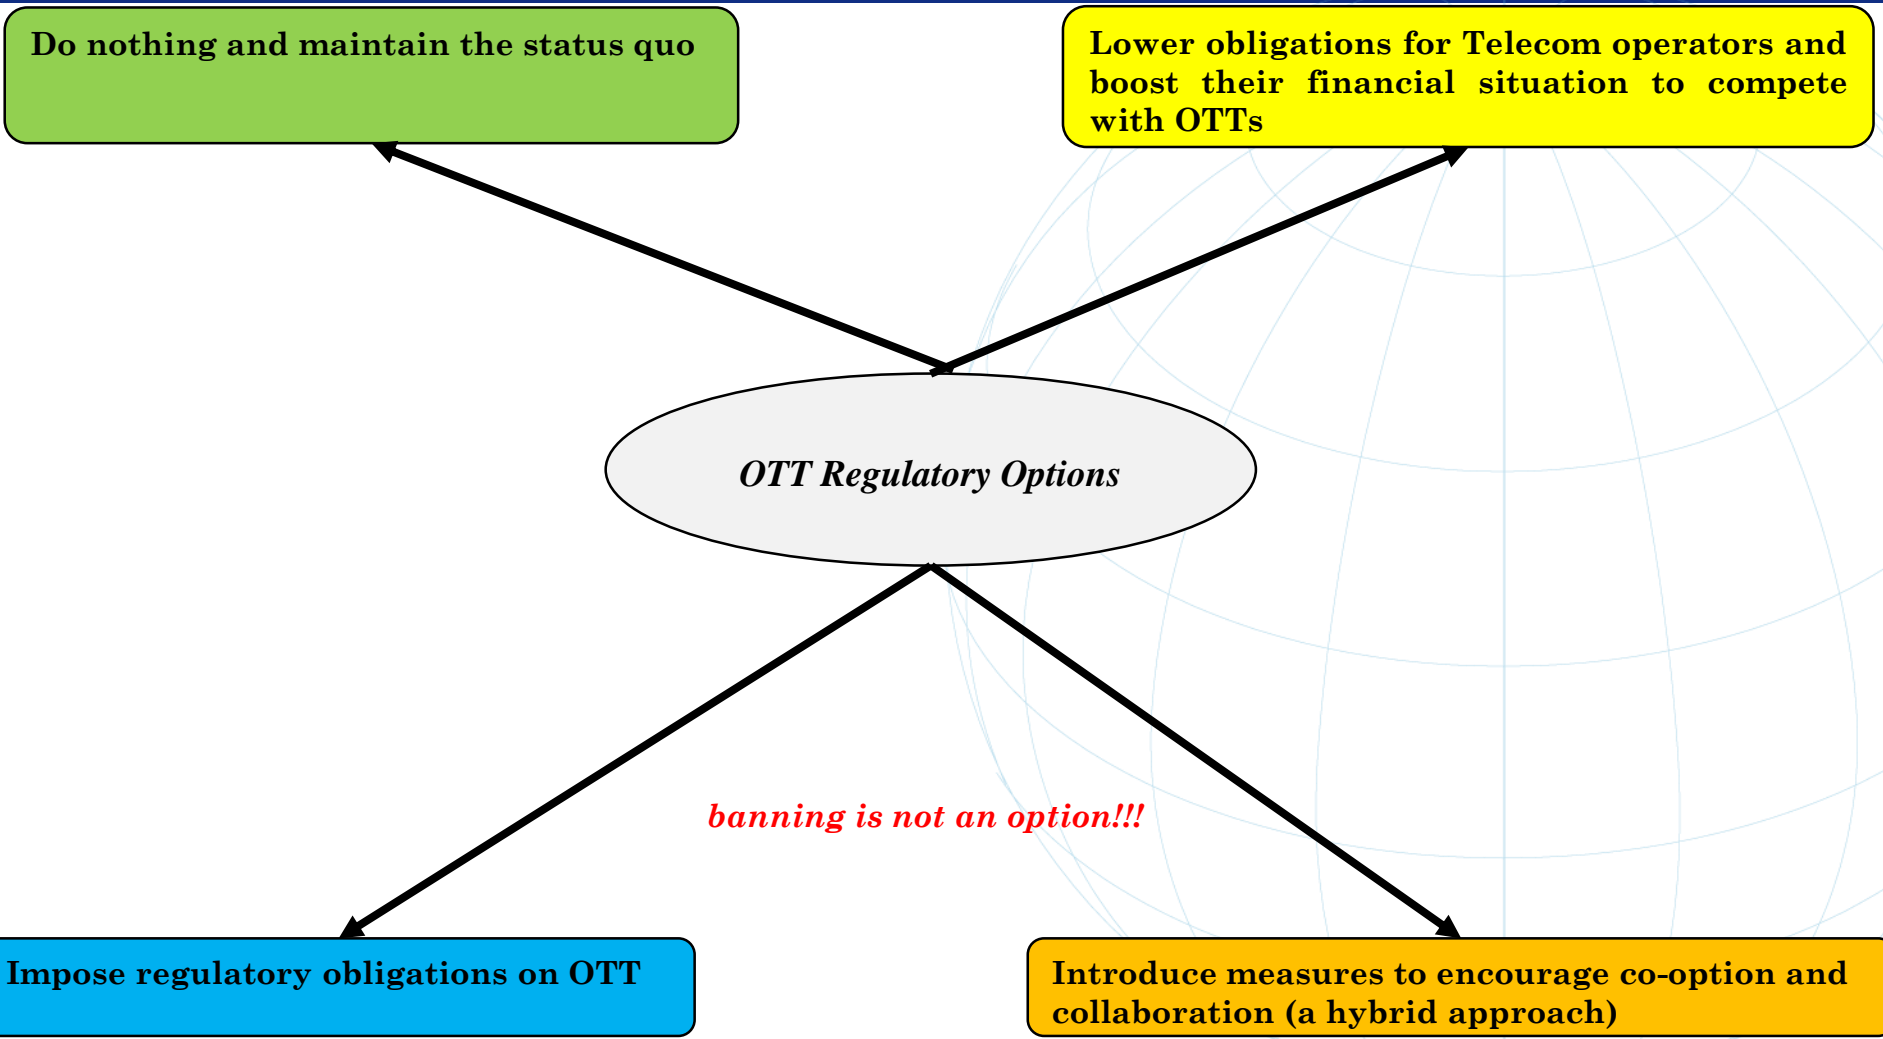 Do nothing and maintain the status quo
Lower obligations for Telecom operators and
boost their financial situation to compete
with OTTs
OTT Regulatory Options
banning is not an option!!!
Impose regulatory obligations on OTT
Introduce measures to encourage co-option and
collaboration (a hybrid approach)